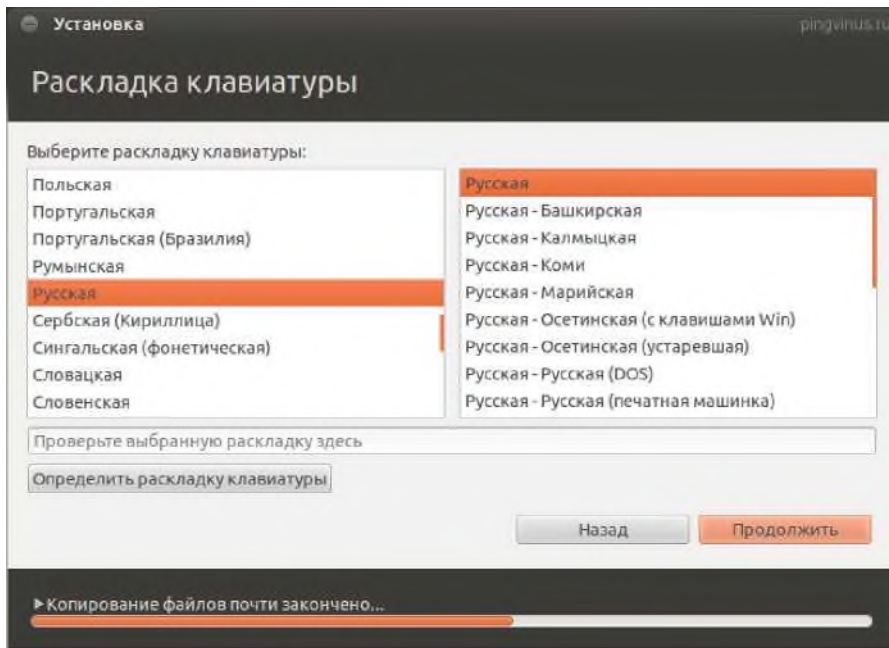 Установка
pingvinus.ru
Раскладка клавиатуры
Выберите раскладку клавиатуры:
Польская
Португальская
Португальская (Бразилия)
Румынская
Русская
Сербская (Кириллица)
Сингальская (фонетическая)
Словацкая
Словенская
Русская
Русская - Башкирская
Русская - Калмыцкая
Русская - Коми
Русская - Марийская
Русская - Осетинская (с клавишами Win)
Русская - Осетинская (устаревшая)
Русская - Русская (DOS)
Русская - Русская (печатная машинка)
Проверьте выбранную раскладку здесь
Определить раскладку клавиатуры
Назад
Продолжить
Копирование файлов почти закончено...